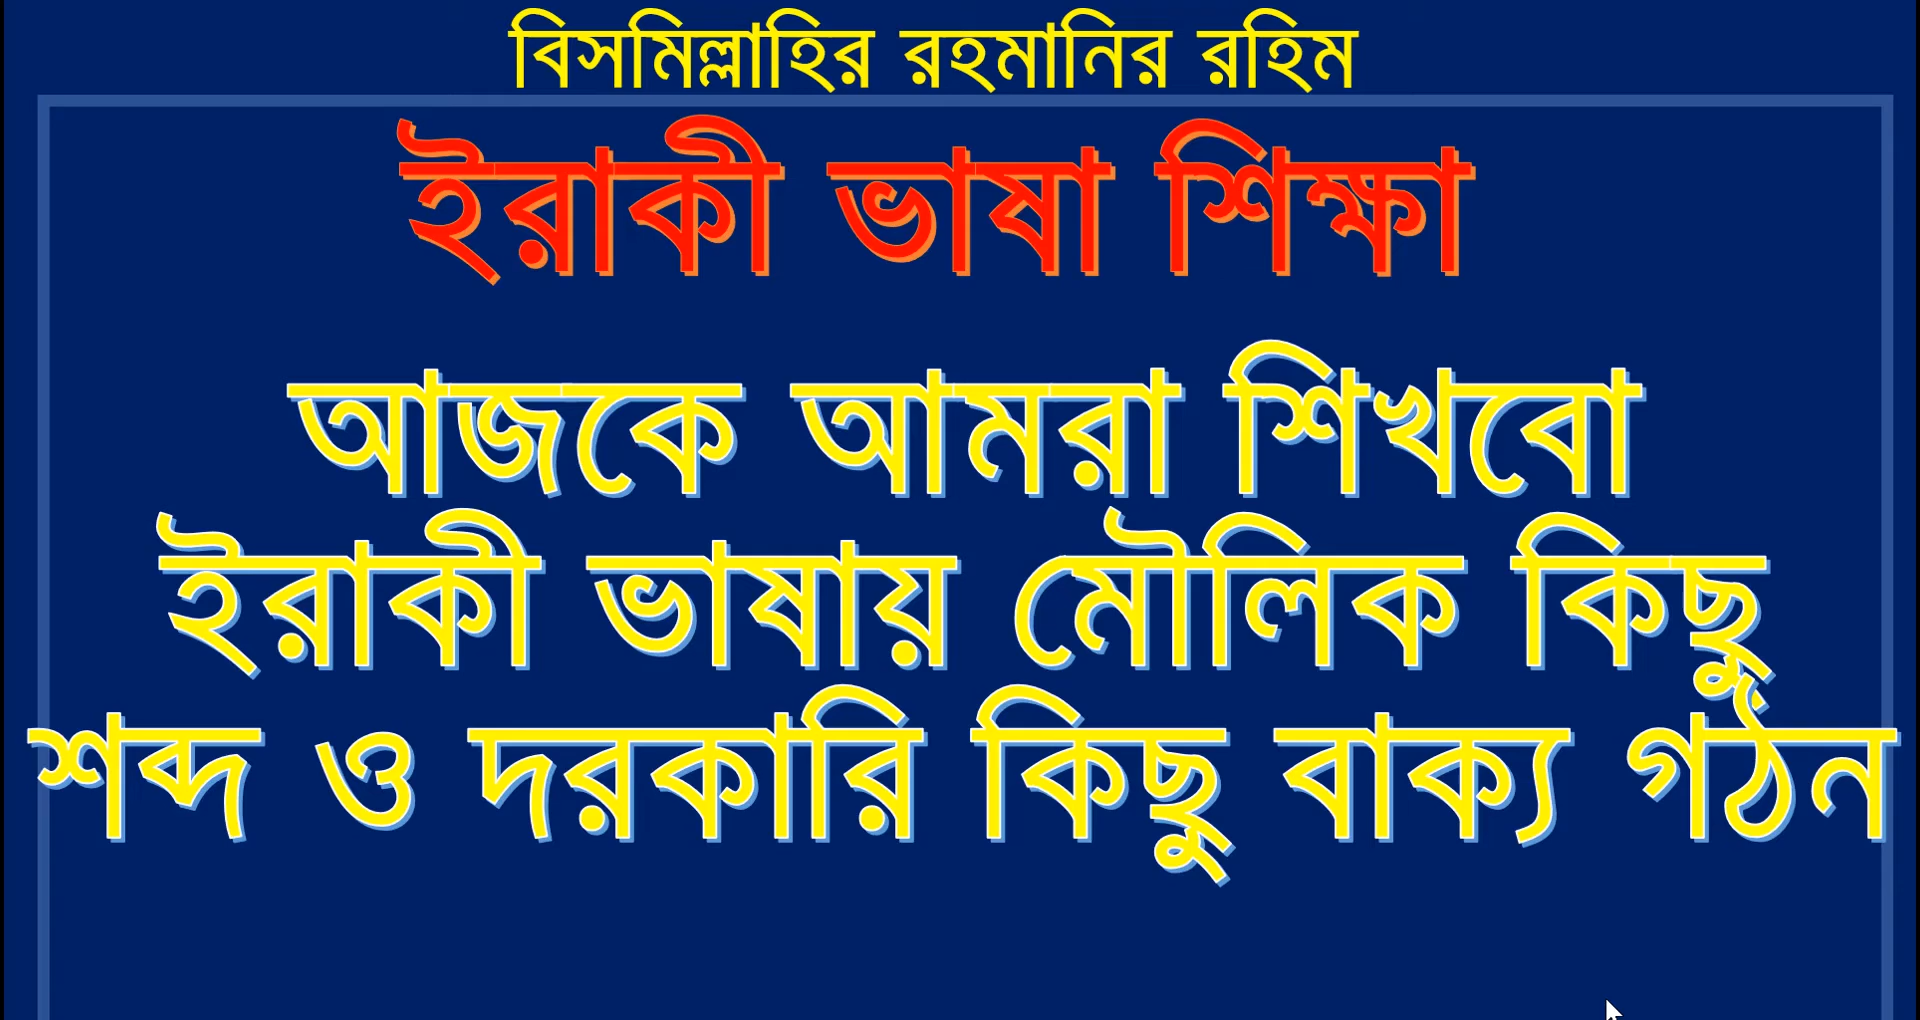 বিসমিল্লাহির রহমানির রহিম
ইরাকী ভাষা শিক্ষা
আজকে আমরা শিখবো
ইরাকী ভাষায় মৌলিক কিছু
শব্দ ও দরকারি কিছু বাক্য গঠন